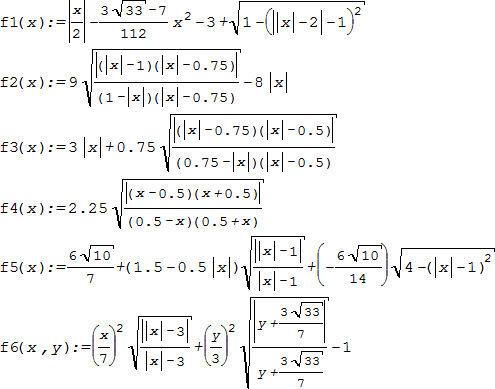 f1(x):=|x/2|-(3√33-7)/112 x²-3+√(1-(||x|-2|-1)²)
f2(x):=9√(|(|x|-1)(|x|-0.75)|/((1-|x|)(|x|-0.75)))-8|x|
f3(x):=3|x|+0.75√(|(|x|-0.75)(|x|-0.5)|/((0.75-|x|)(|x|-0.5)))
f4(x):=2.25√(|(x-0.5)(x+0.5)|/((0.5-x)(0.5+x)))
f5(x):=6√10/7+(1.5-0.5|x|)√(||x|-1|/(|x|-1))+(-6√10/14)√(4-(|x|-1)²)
f6(x,y):=(x/7)²√(||x|-3|/(|x|-3))+(y/3)²√(|y+3√33/7|/(y+3√33/7))-1